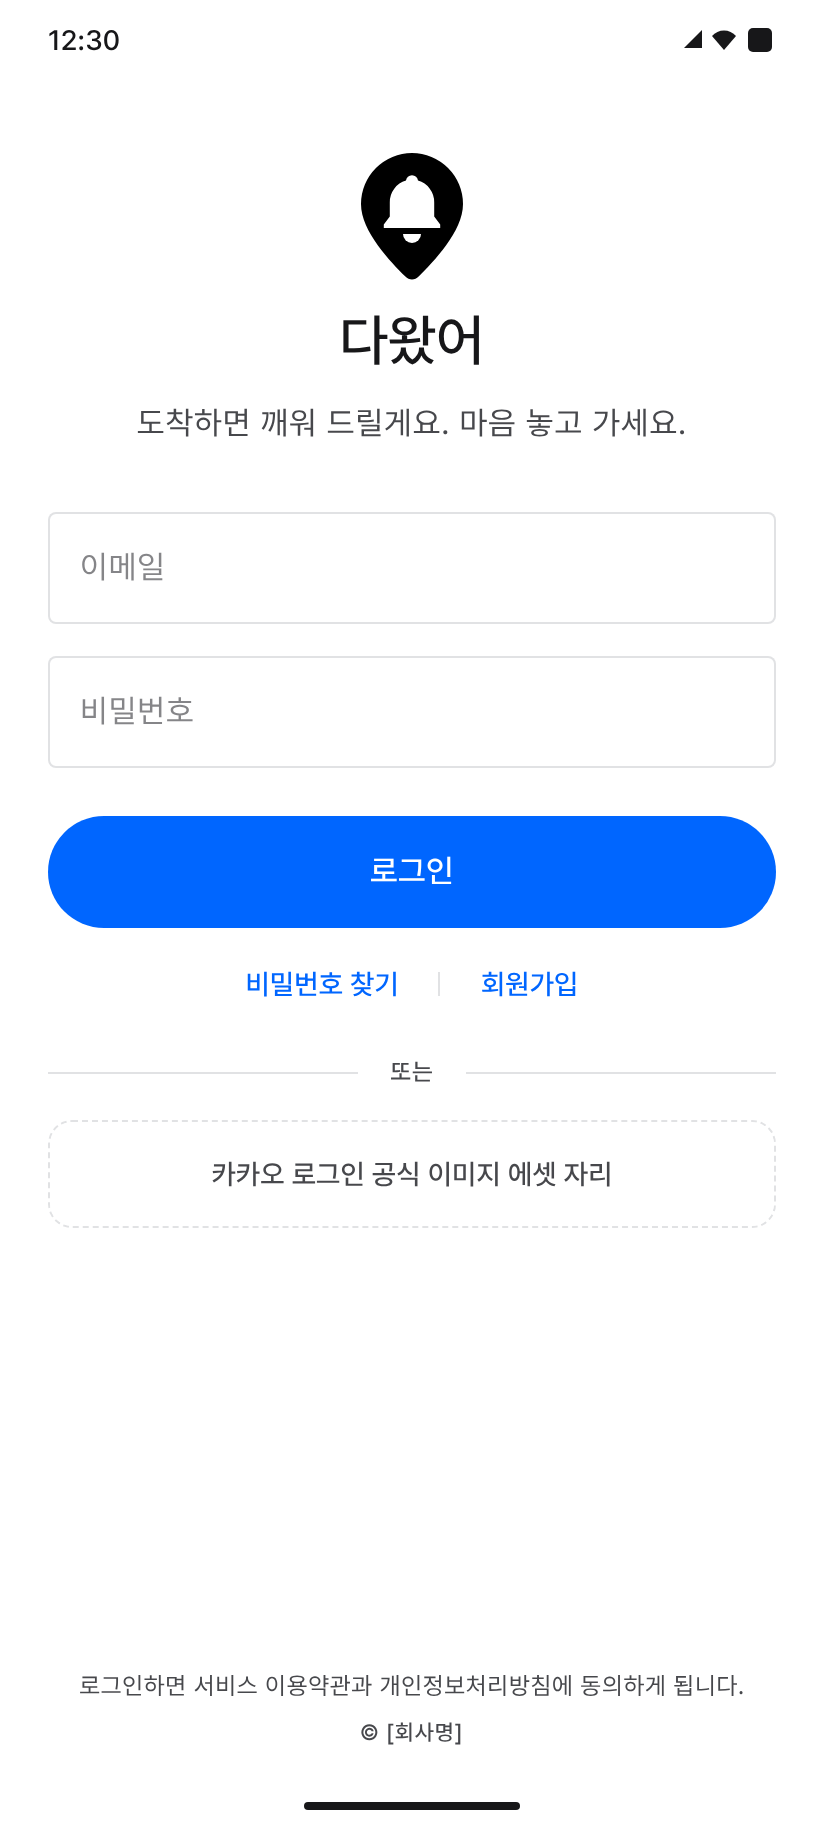 12:30
다왔어
도착하면 깨워 드릴게요. 마음 놓고 가세요.
이메일
비밀번호
로그인
비밀번호 찾기 회원가입
또는
카카오 로그인 공식 이미지 에셋 자리
로그인하면 서비스 이용약관과 개인정보처리방침에 동의하게 됩니다.
© [회사명]